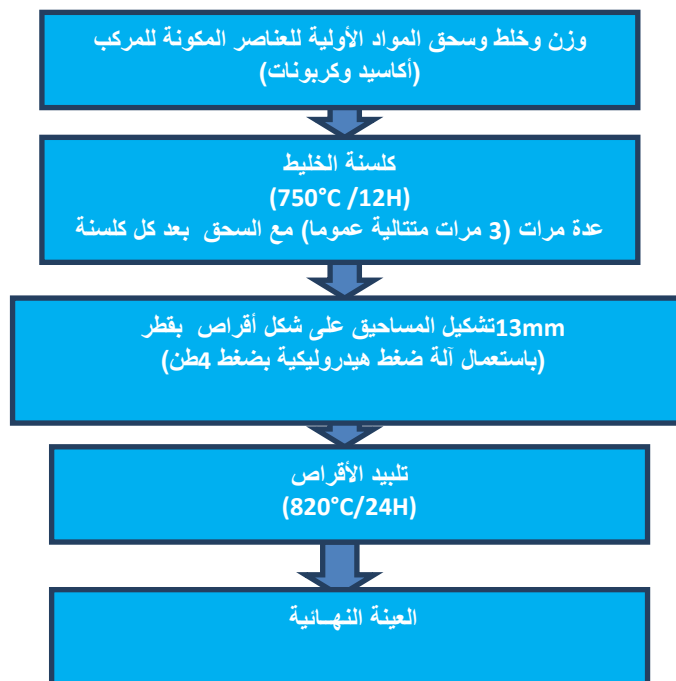 وزن وخلط وسحق المواد الأولية للعناصر المكونة للمركب
(أكاسيد وكربونات)
كلسنة الخليط
(750°C /12H)
عدة مرات (3 مرات متتالية عموما) مع السحق بعد كل كلسنة
13mmتشكيل المساحيق على شكل أقراص بقطر
(باستعمال آلة ضغط هيدروليكية بضغط 4طن)
تلبيد الأقراص
(820°C/24H)
العينة النهــائية